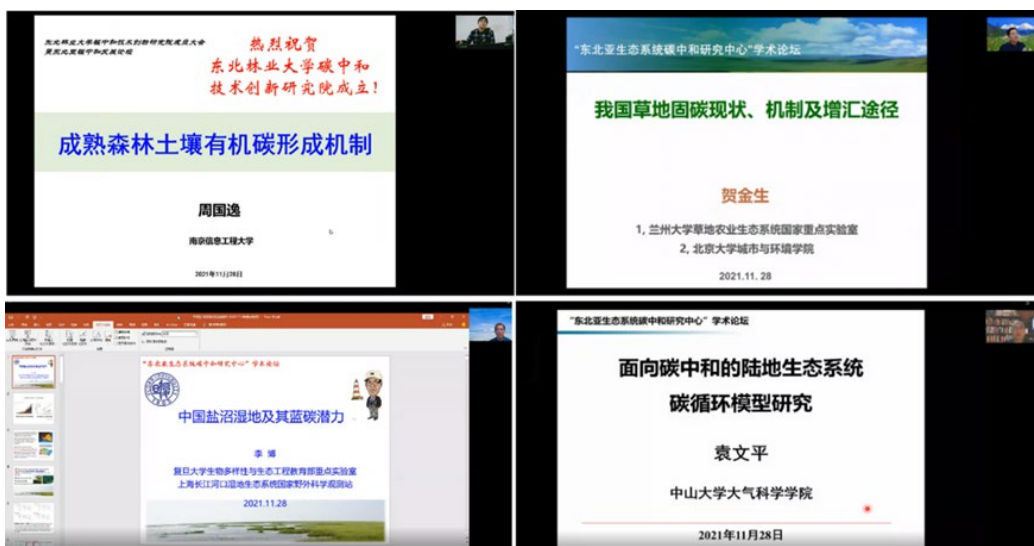 东北林业大学碳中和技术创新研究院成立大会
热烈祝贺
东北林业大学碳中和
技术创新研究院成立!
成熟森林土壤有机碳形成机制
周国逸
南京信息工程大学
2021年11月28日
“东北亚生态系统碳中和研究中心”学术论坛
我国草地固碳现状、机制及增汇途径
贺金生
1, 兰州大学草地农业生态系统国家重点实验室
2, 北京大学城市与环境学院
2021.11. 28
“东北亚生态系统碳中和研究中心”学术论坛
中国盐沼湿地及其蓝碳潜力
李 博
复旦大学生物多样性与生态工程教育部重点实验室
上海长江河口湿地生态系统国家野外科学观测站
2021.11.28
“东北亚生态系统碳中和研究中心” 学术论坛
面向碳中和的陆地生态系统
碳循环模型研究
袁文平
中山大学大气科学学院
2021年11月28日